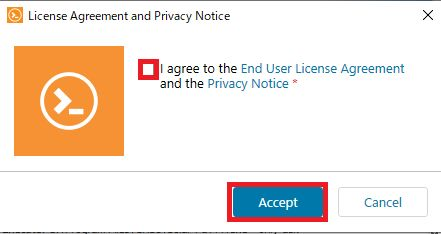 License Agreement and Privacy Notice
I agree to the End User License Agreement
and the Privacy Notice *
Accept
Cancel